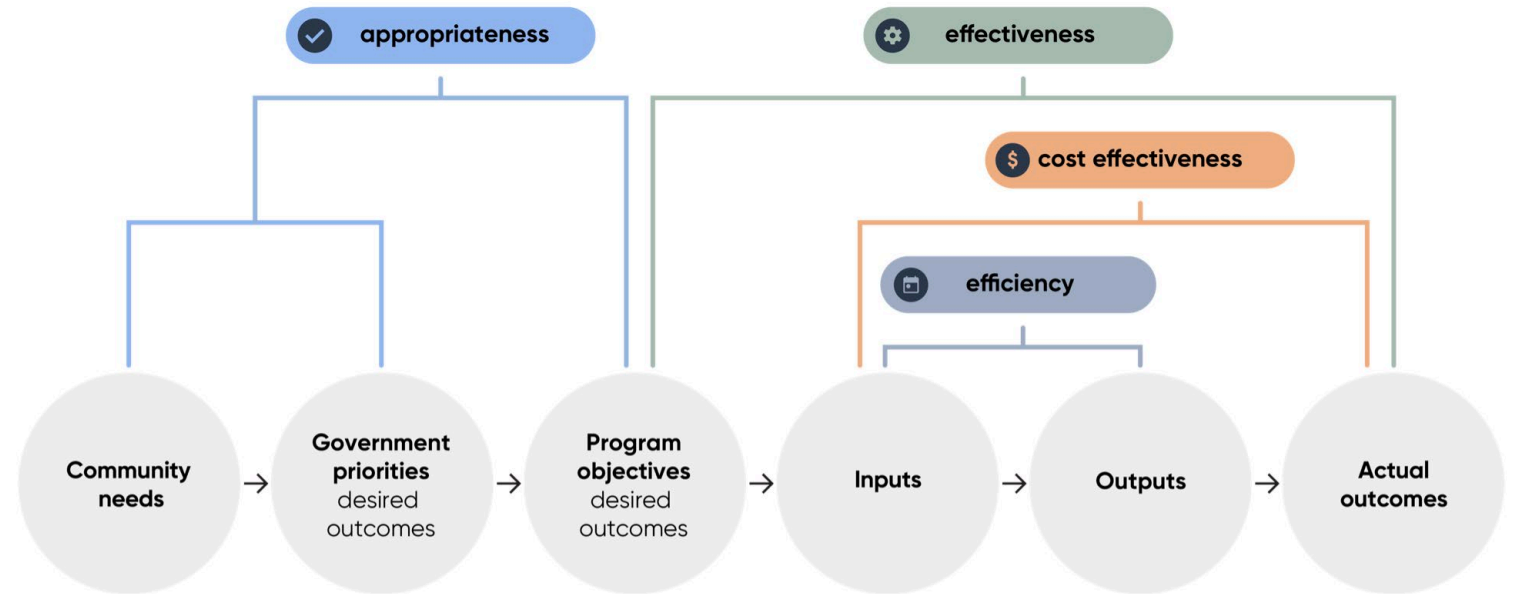 appropriateness
effectiveness
$ cost effectiveness
efficiency
Community
needs
Government
priorities
desired
outcomes
Program
objectives
desired
outcomes
Inputs
Outputs
Actual
outcomes